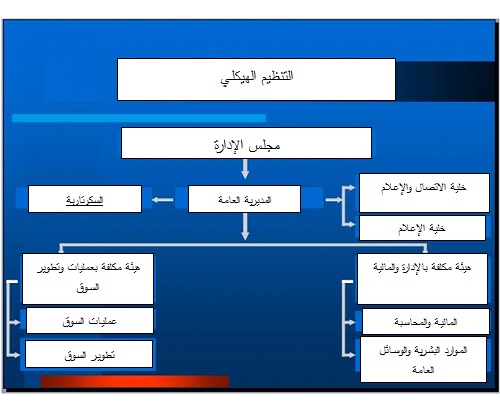 التنظيم الهيكلي
مجلس الإدارة
خلية الاتصال والإعلام
المديرية العامة
السكرتارية
خلية الإعلام
هيئة مكلفة بالإدارة والمالية
هيئة مكلفة بعمليات وتطوير
السوق
المالية والمحاسبة
عمليات السوق
الموارد البشرية والوسائل
العامة
تطوير السوق